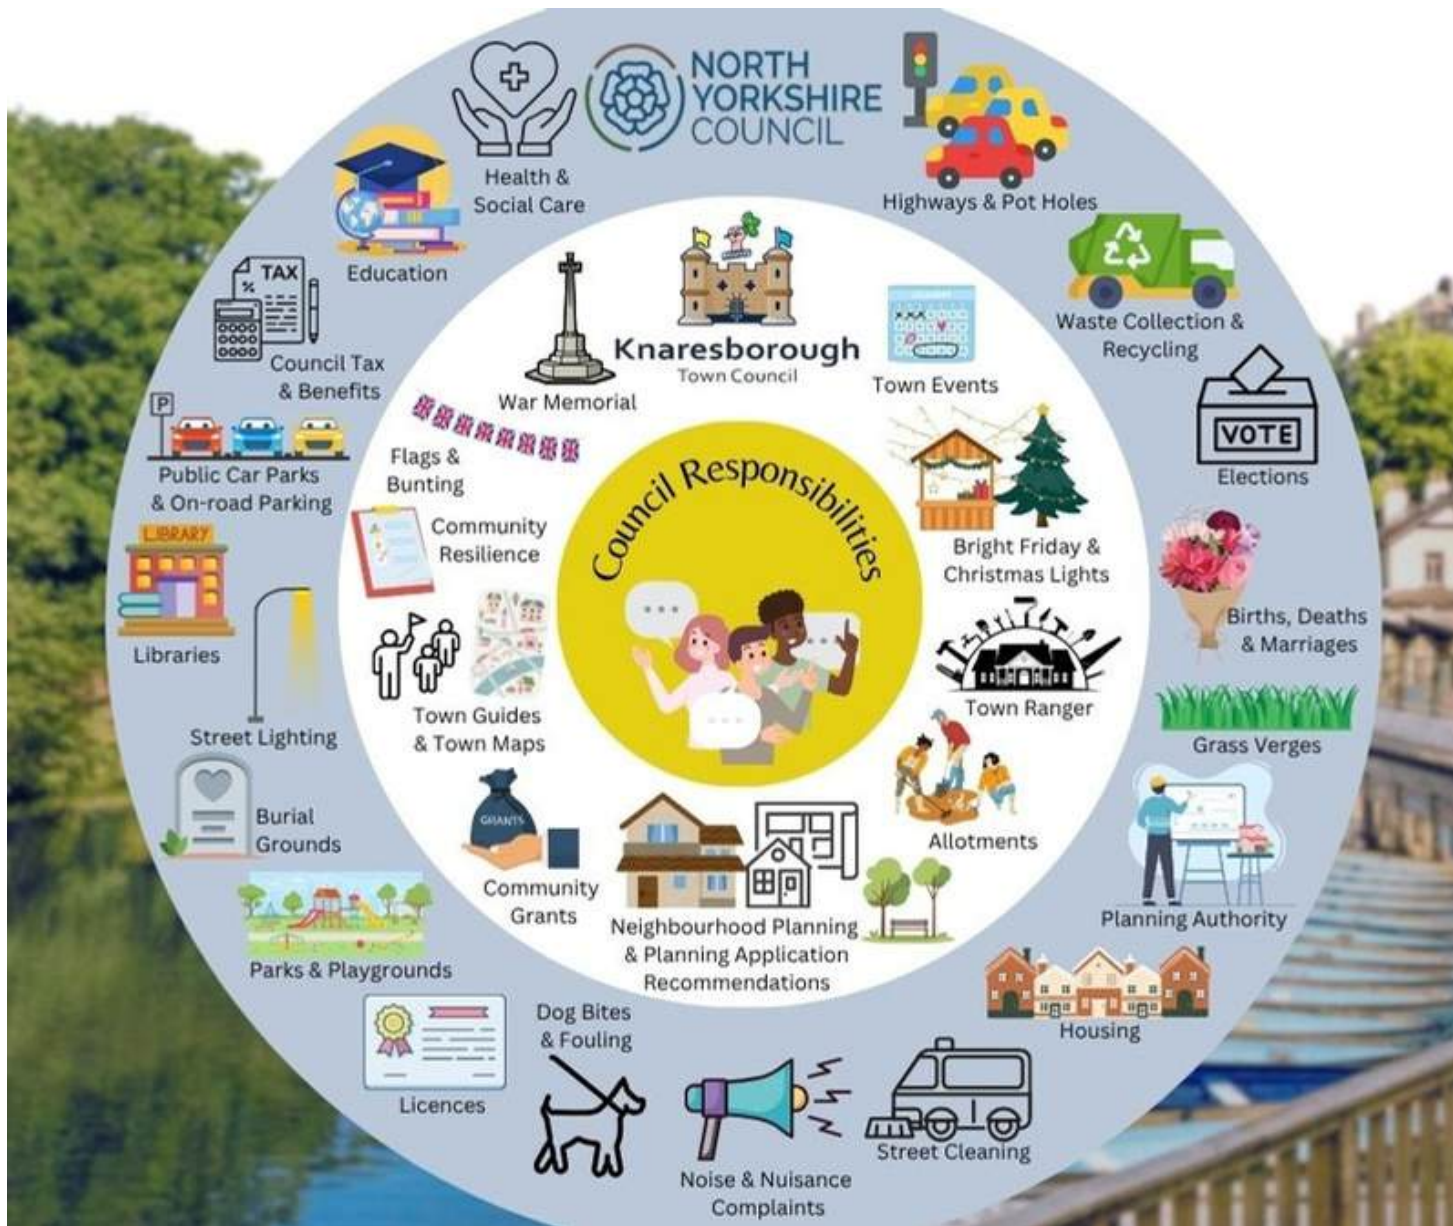 NORTH
YORKSHIRE
COUNCIL
Health &
Social Care
Highways & Pot Holes
Education
Waste Collection &
Recycling
TAX
%
Council Tax
& Benefits
VOTE
Elections
P
Public Car Parks
& On-road Parking
Births, Deaths
& Marriages
LIBRARY
Libraries
Grass Verges
Street Lighting
Planning Authority
Burial
Grounds
Housing
Parks & Playgrounds
Street Cleaning
Licences
Dog Bites
& Fouling
Noise & Nuisance
Complaints
Knaresborough
Town Council
War Memorial
Town Events
Flags &
Bunting
Bright Friday &
Christmas Lights
Community
Resilience
Town Ranger
Town Guides
& Town Maps
Allotments
GRANTS
Community
Grants
Neighbourhood Planning
& Planning Application
Recommendations
Council Responsibilities